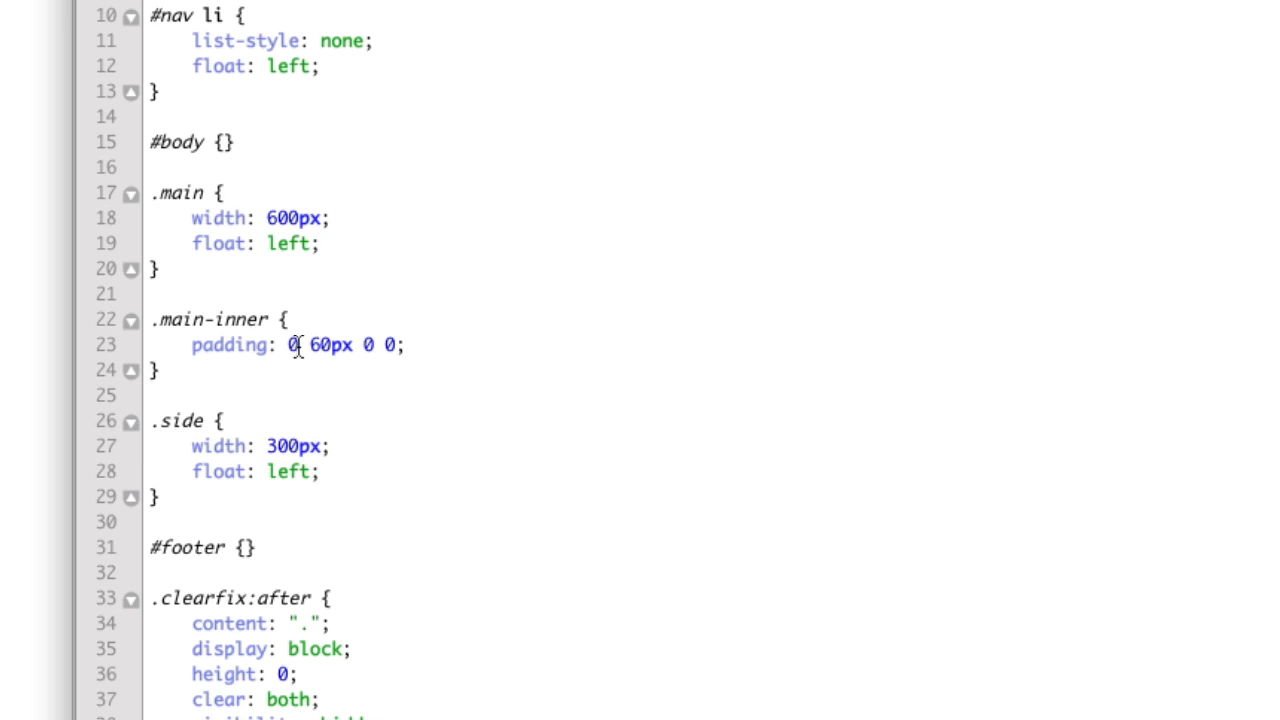 10 #nav li {
11 list-style: none;
12 float: left;
13 }
14
15 #body {}
16
17 .main {
18 width: 600px;
19 float: left;
20 }
21
22 .main-inner {
23 padding: 0 60px 0 0;
24 }
25
26 .side {
27 width: 300px;
28 float: left;
29 }
30
31 #footer {}
32
33 .clearfix:after {
34 content: ".";
35 display: block;
36 height: 0;
37 clear: both;